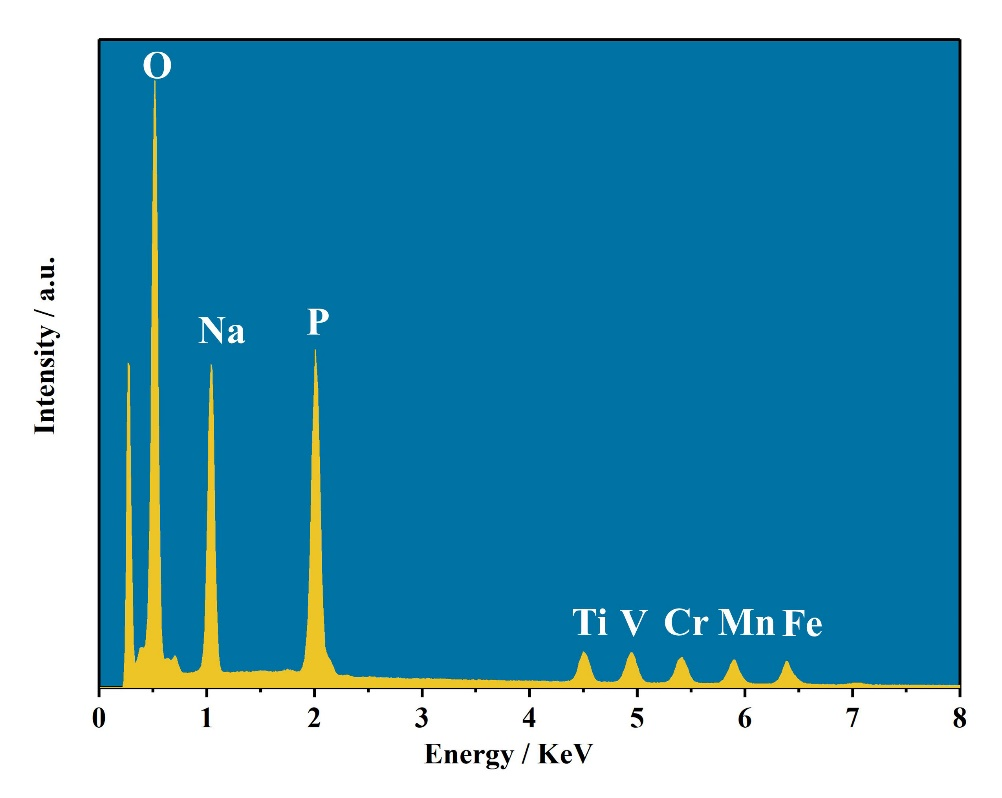 O
Na
P
Ti V Cr Mn Fe
Intensity / a.u.
0 1 2 3 4 5 6 7 8
Energy / KeV